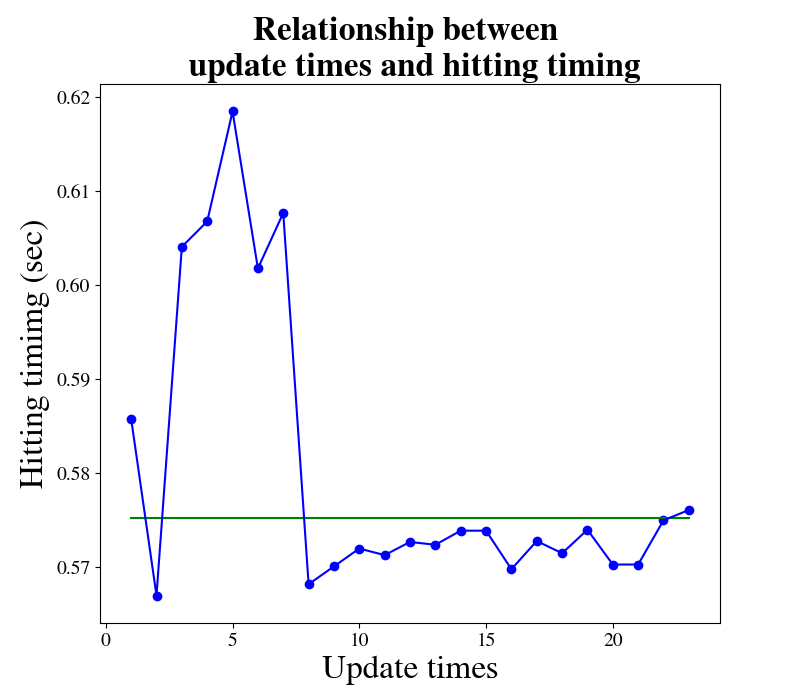 Relationship between
update times and hitting timing
0.62
0.61
0.60
0.59
0.58
0.57
Hitting timimg (sec)
0 5 10 15 20
Update times